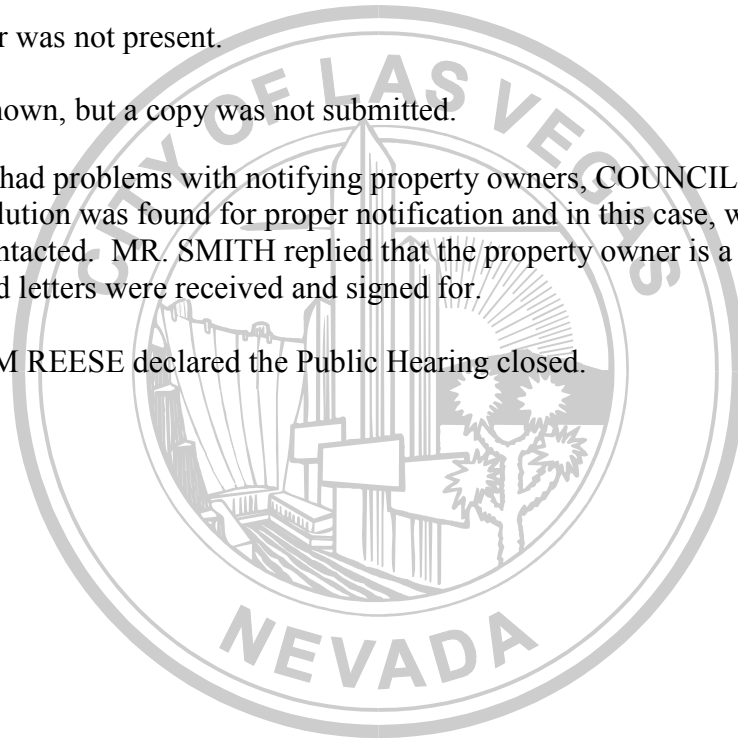 r was not present.
nown, but a copy was not submitted.
had problems with notifying property owners, COUNCIL
lution was found for proper notification and in this case, w
ntacted. MR. SMITH replied that the property owner is a
d letters were received and signed for.
M REESE declared the Public Hearing closed.
CITY OF LAS VEGAS
NEVADA